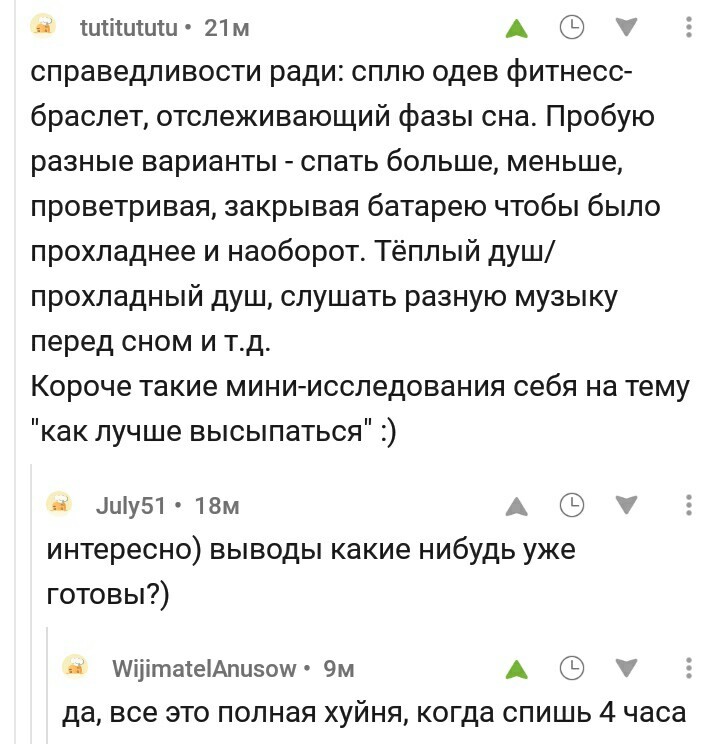 tutitututu • 21м
справедливости ради: сплю одев фитнесс-
браслет, отслеживающий фазы сна. Пробую
разные варианты - спать больше, меньше,
проветривая, закрывая батарею чтобы было
прохладнее и наоборот. Тёплый душ/
прохладный душ, слушать разную музыку
перед сном и т.д.
Короче такие мини-исследования себя на тему
"как лучше высыпаться" :)
July51 • 18м
интересно) выводы какие нибудь уже
готовы?)
WijimatelAnusow • 9м
да, все это полная хуйня, когда спишь 4 часа